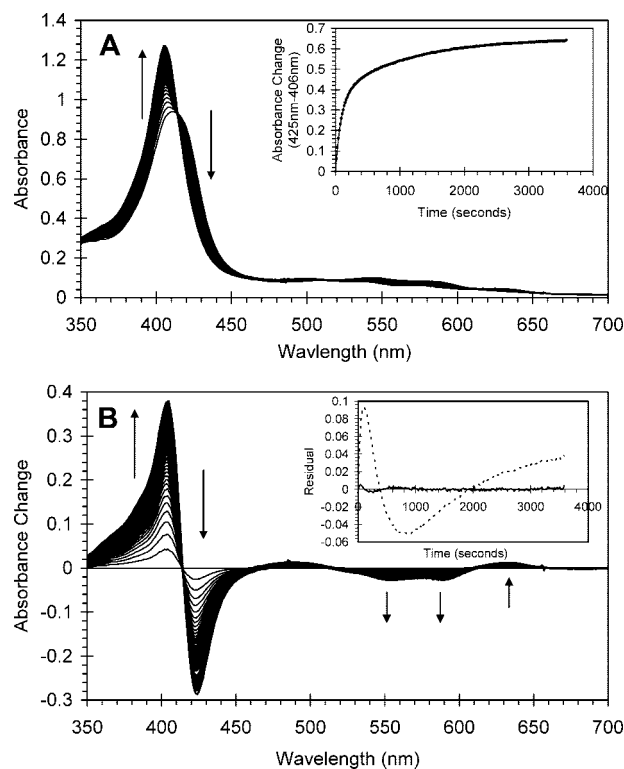 A
1.4
1.2
1
0.8
0.6
0.4
0.2
0
Absorbance
350 400 450 500 550 600 650 700
Wavlength (nm)
0.7
0.6
0.5
0.4
0.3
0.2
0.1
0
Absorbance Change
(425nm-406nm)
0 1000 2000 3000 4000
Time (seconds)
B
0.4
0.3
0.2
0.1
0
-0.1
-0.2
-0.3
Absorbance Change
350 400 450 500 550 600 650 700
Wavelength (nm)
0.1
0.08
0.06
0.04
0.02
0
-0.02
-0.04
-0.06
Residual
0 1000 2000 3000 4000
Time (seconds)